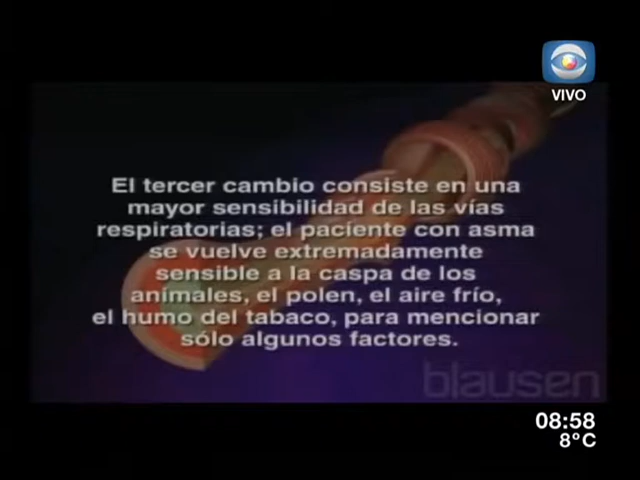 VIVO
El tercer cambio consiste en una
mayor sensibilidad de las vías
respiratorias; el paciente con asma
se vuelve extremadamente
sensible a la caspa de los
animales, el polen, el aire frío,
el humo del tabaco, para mencionar
sólo algunos factores.
blausen
08:58
8°C